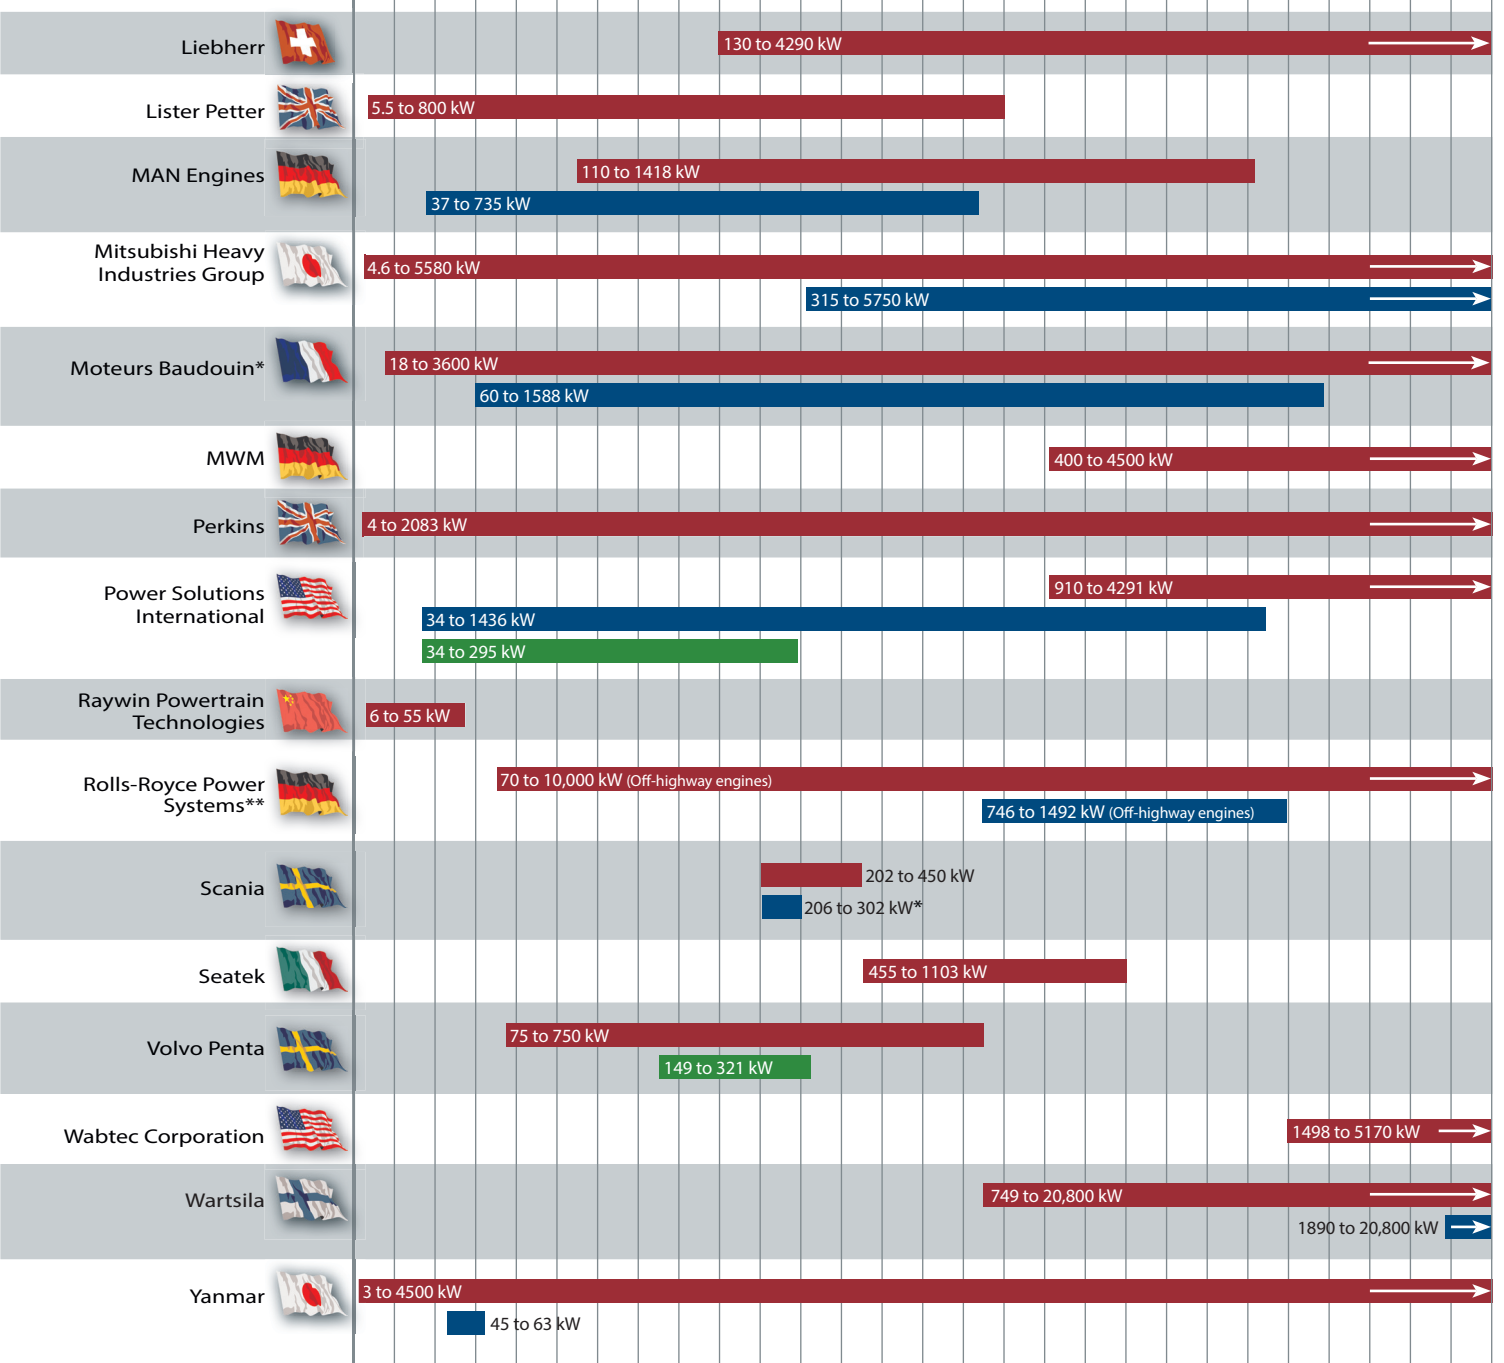 Liebherr
130 to 4290 kW
Lister Petter
5.5 to 800 kW
MAN Engines
110 to 1418 kW
37 to 735 kW
Mitsubishi Heavy
Industries Group
4.6 to 5580 kW
315 to 5750 kW
Moteurs Baudouin*
18 to 3600 kW
60 to 1588 kW
MWM
400 to 4500 kW
Perkins
4 to 2083 kW
Power Solutions
International
910 to 4291 kW
34 to 1436 kW
34 to 295 kW
Raywin Powertrain
Technologies
6 to 55 kW
Rolls-Royce Power
Systems**
70 to 10,000 kW (Off-highway engines)
746 to 1492 kW (Off-highway engines)
Scania
202 to 450 kW
206 to 302 kW*
Seatek
455 to 1103 kW
Volvo Penta
75 to 750 kW
149 to 321 kW
Wabtec Corporation
1498 to 5170 kW
Wartsila
749 to 20,800 kW
1890 to 20,800 kW
Yanmar
3 to 4500 kW
45 to 63 kW